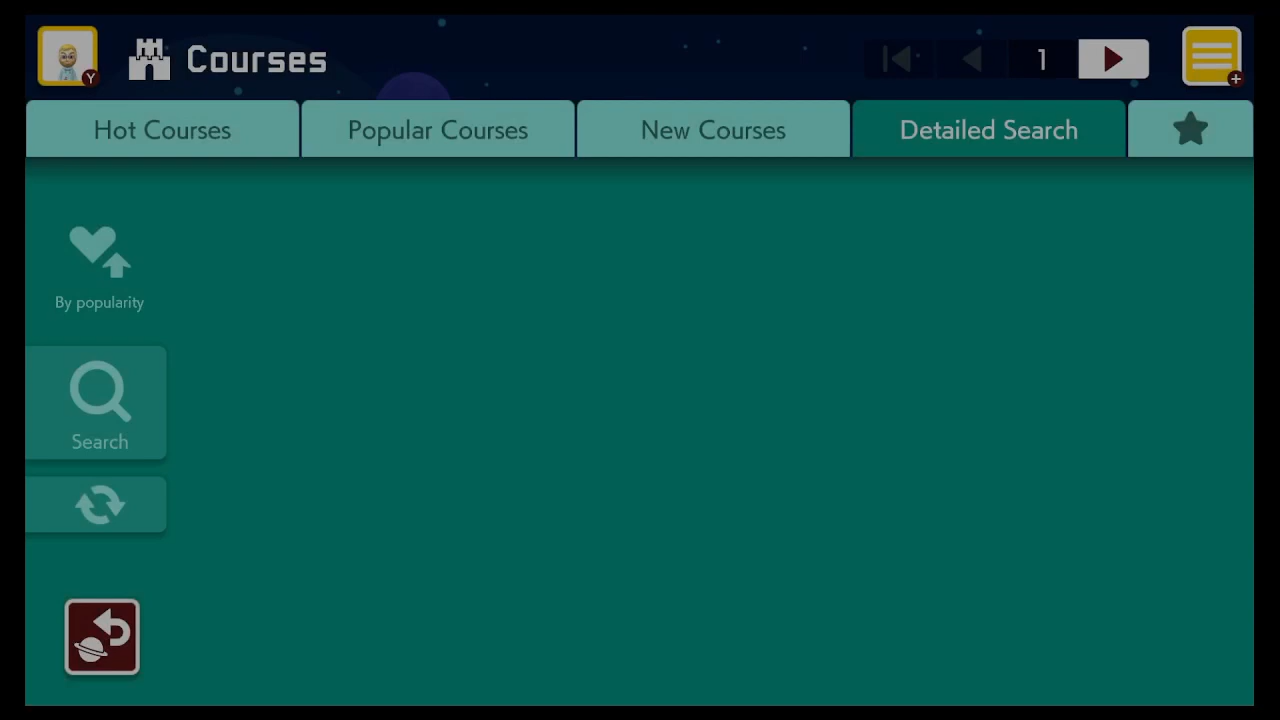 Y
Courses
1
+
Hot Courses
Popular Courses
New Courses
Detailed Search
By popularity
Search